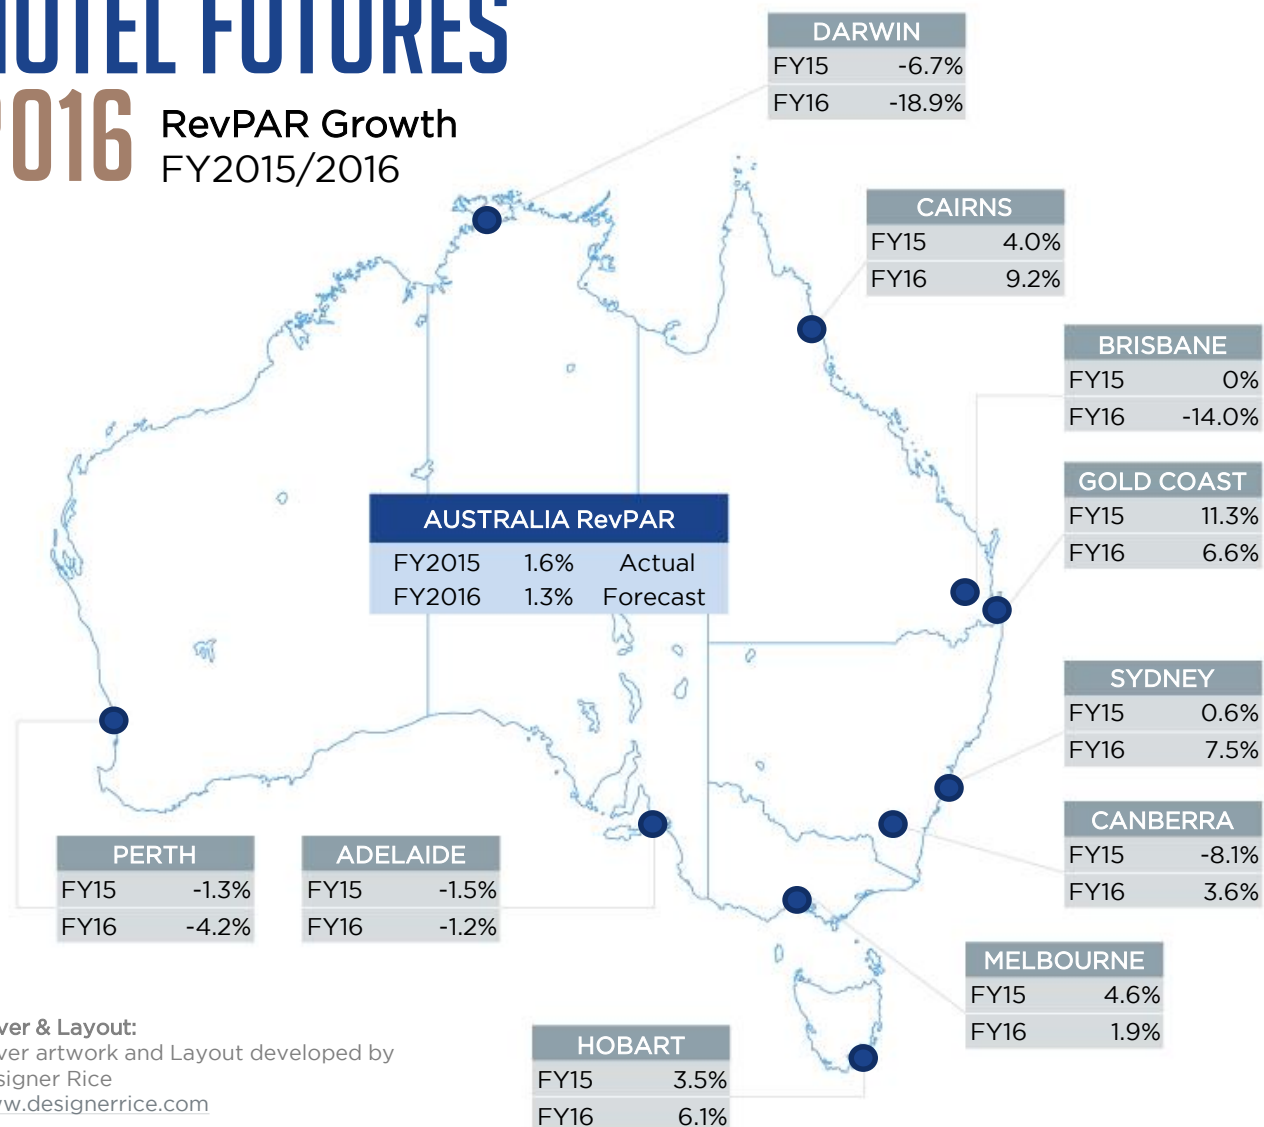 HOTEL FUTURES
2016
RevPAR Growth
FY2015/2016
DARWIN
FY15 -6.7%
FY16 -18.9%
CAIRNS
FY15 4.0%
FY16 9.2%
BRISBANE
FY15 0%
FY16 -14.0%
GOLD COAST
FY15 11.3%
FY16 6.6%
AUSTRALIA RevPAR
FY2015 1.6% Actual
FY2016 1.3% Forecast
SYDNEY
FY15 0.6%
FY16 7.5%
CANBERRA
FY15 -8.1%
FY16 3.6%
PERTH
FY15 -1.3%
FY16 -4.2%
ADELAIDE
FY15 -1.5%
FY16 -1.2%
MELBOURNE
FY15 4.6%
FY16 1.9%
HOBART
FY15 3.5%
FY16 6.1%
ver & Layout:
ver artwork and Layout developed by
signer Rice
ww.designerrice.com